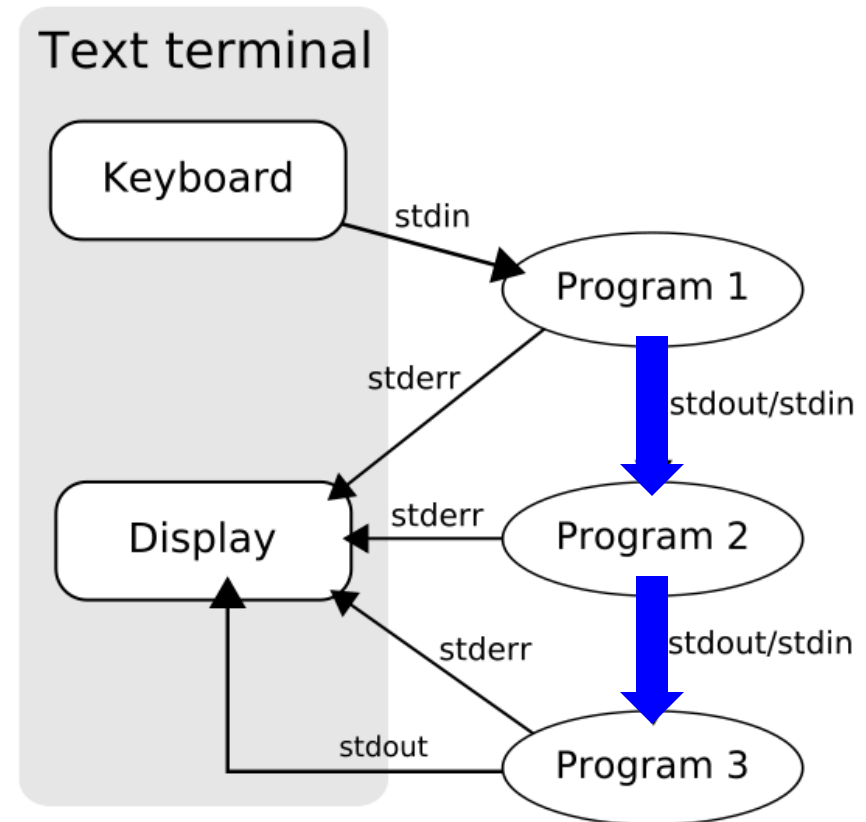 Text terminal
Keyboard
stdin
Program 1
stderr
stdout/stdin
stderr
Display
Program 2
stderr
stdout/stdin
stdout
Program 3